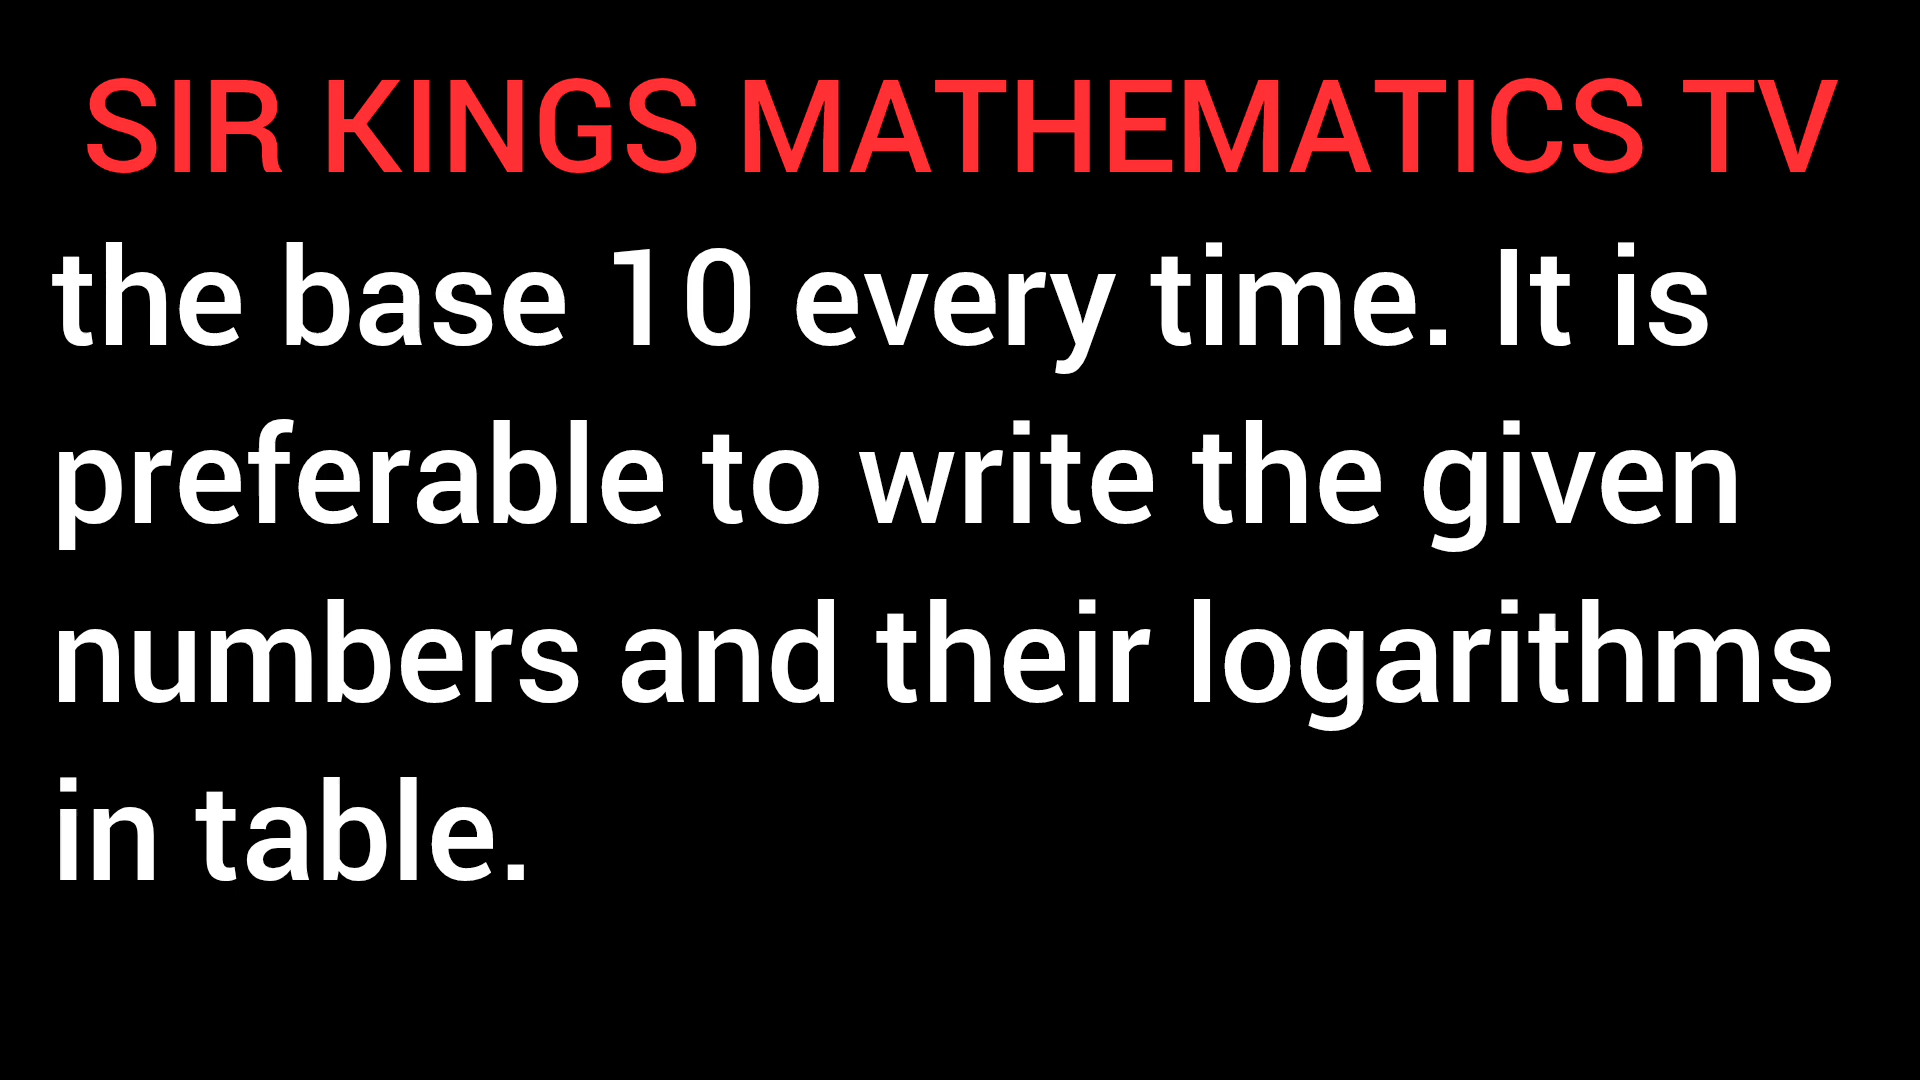 SIR KINGS MATHEMATICS TV
the base 10 every time. It is
preferable to write the given
numbers and their logarithms
in table.